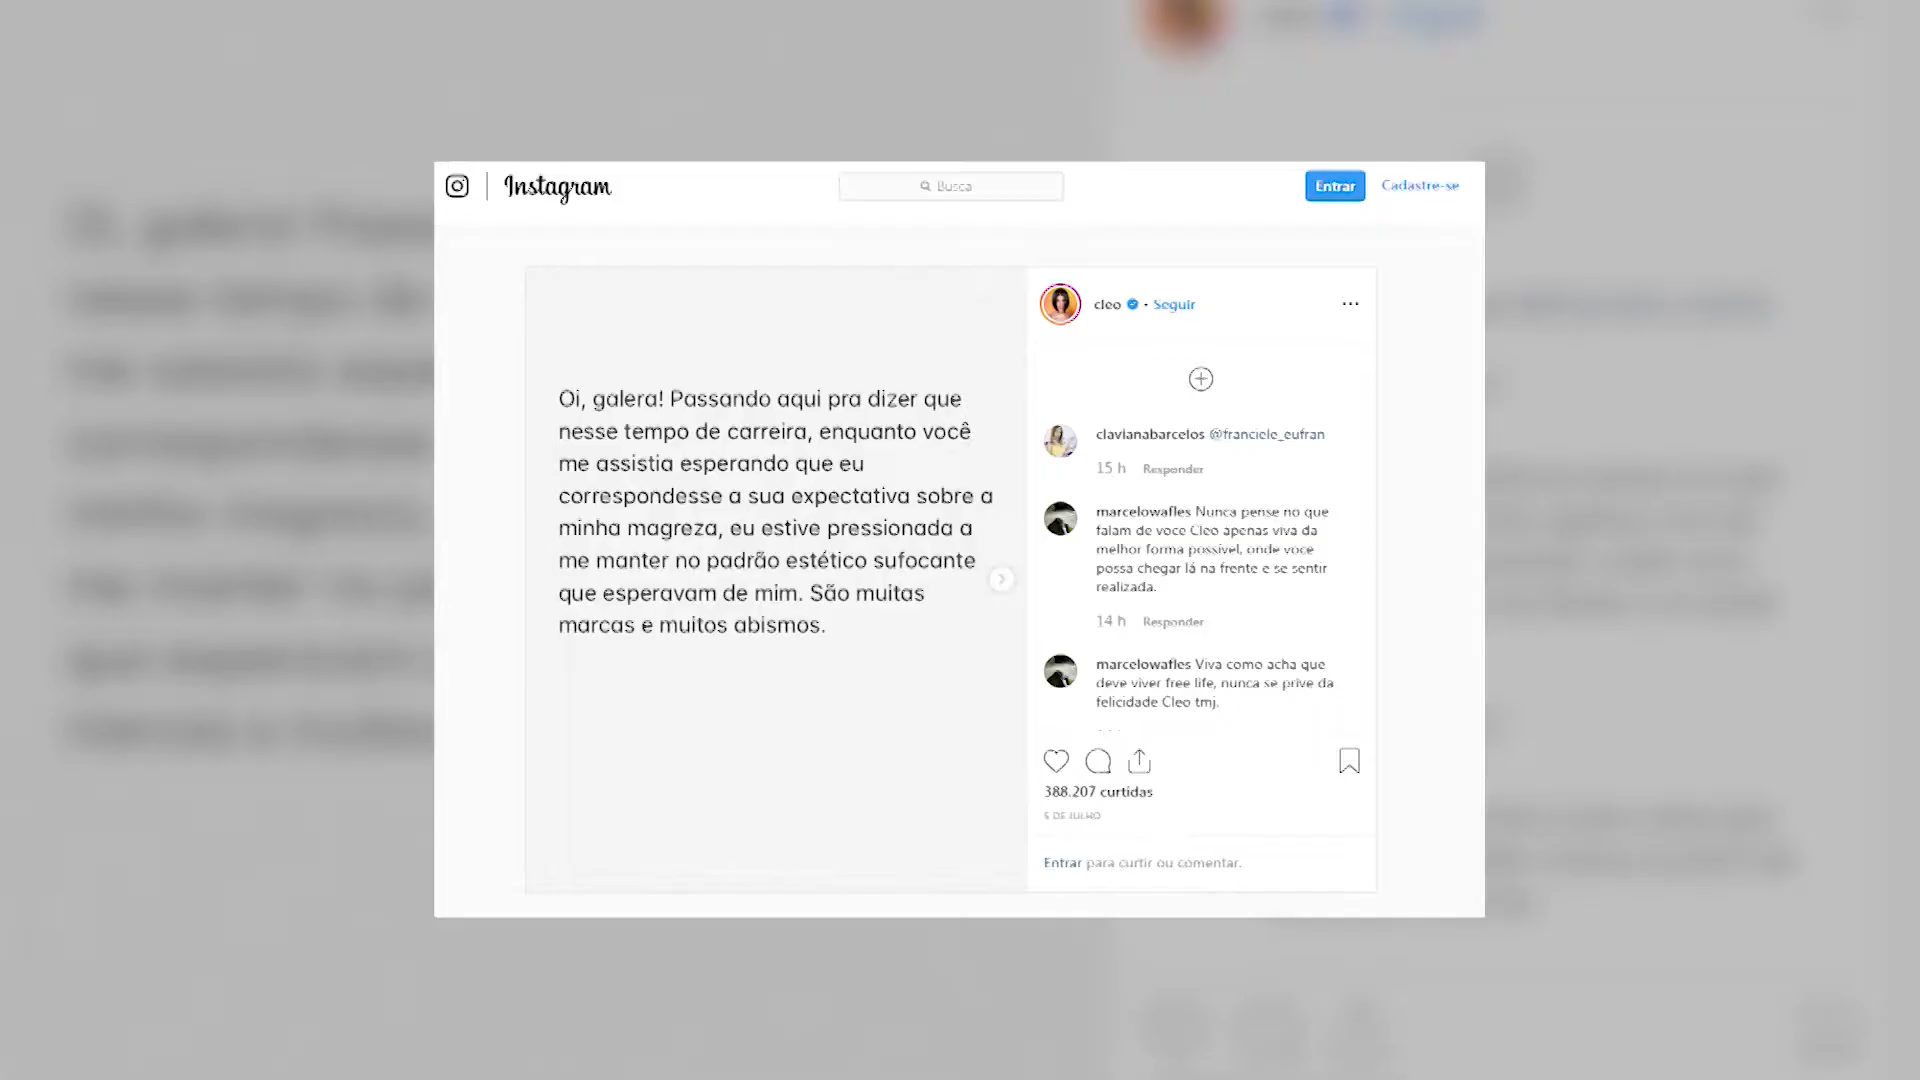 Instagram
Busca
Entrar
Cadastre-se
Oi, galera! Passando aqui pra dizer que
nesse tempo de carreira, enquanto você
me assistia esperando que eu
correspondesse a sua expectativa sobre a
minha magreza, eu estive pressionada a
me manter no padrão estético sufocante
que esperavam de mim. São muitas
marcas e muitos abismos.
cleo • Seguir
clavianabarcelos @franciele_eufran
15 h Responder
marcelowafles Nunca pense no que
falam de voce Cleo apenas viva da
melhor forma possível, onde voce
possa chegar lá na frente e se sentir
realizada.
14 h Responder
marcelowafles Viva como acha que
deve viver free life, nunca se prive da
felicidade Cleo tmj.
388.207 curtidas
5 DE JULHO
Entrar para curtir ou comentar.